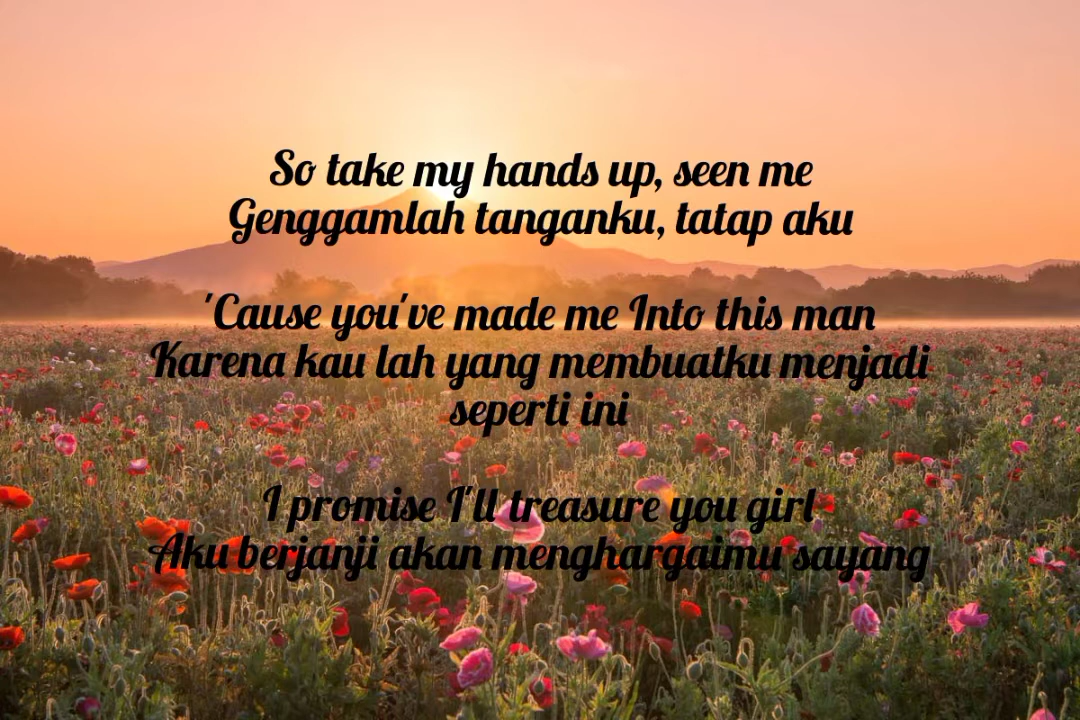 So take my hands up, seen me
Genggamlah tanganku, tatap aku
'Cause you've made me Into this man
Karena kau lah yang membuatku menjadi
seperti ini
I promise I'll treasure you girl
Aku berjanji akan menghargaimu sayang